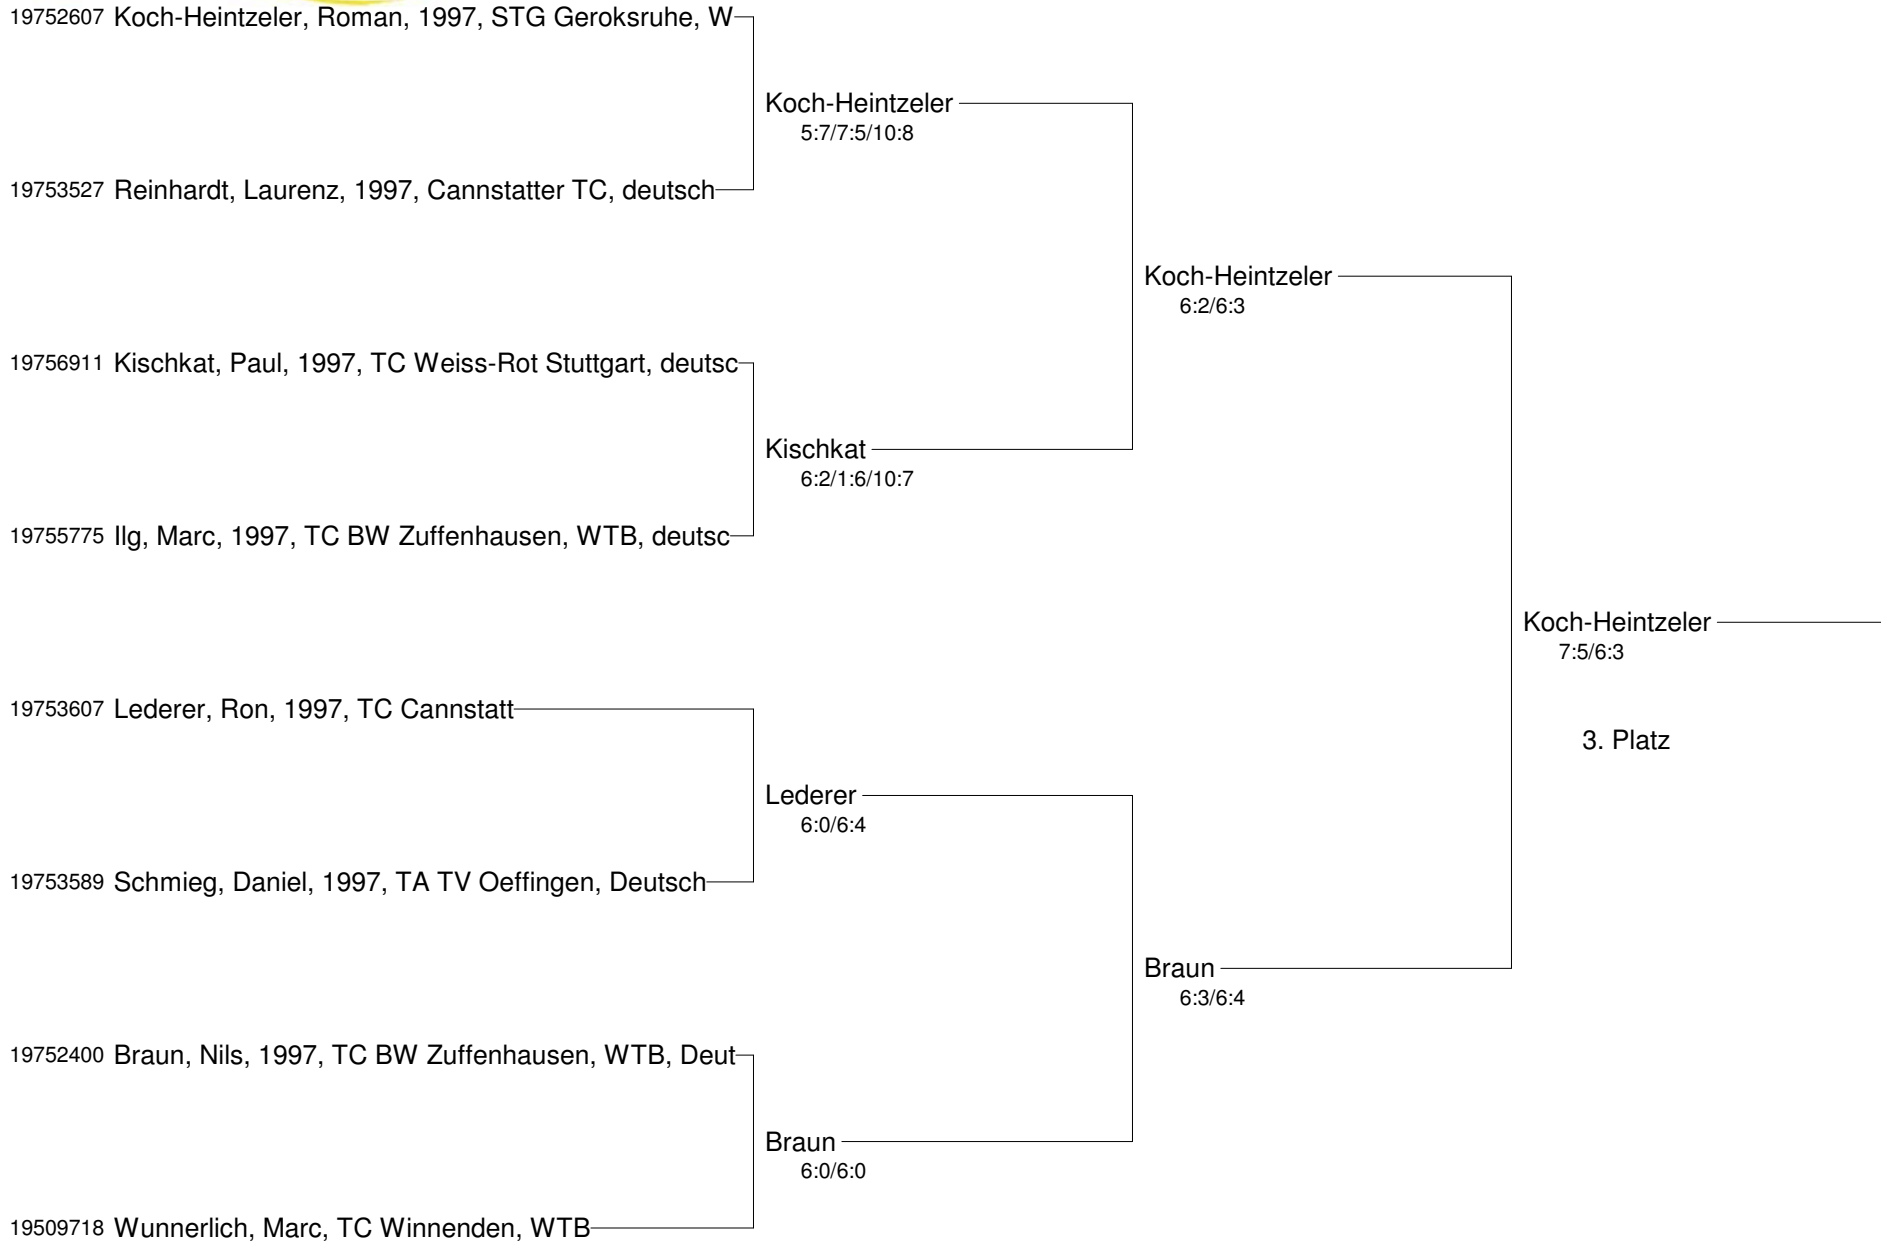 19752607 Koch-Heintzeler, Roman, 1997, STG Geroksruhe, W
Koch-Heintzeler
5:7/7:5/10:8
19753527 Reinhardt, Laurenz, 1997, Cannstatter TC, deutsch
Koch-Heintzeler
6:2/6:3
19756911 Kischkat, Paul, 1997, TC Weiss-Rot Stuttgart, deutsc
Kischkat
6:2/1:6/10:7
19755775 Ilg, Marc, 1997, TC BW Zuffenhausen, WTB, deutsc
Koch-Heintzeler
7:5/6:3
19753607 Lederer, Ron, 1997, TC Cannstatt
3. Platz
Lederer
6:0/6:4
19753589 Schmieg, Daniel, 1997, TA TV Oeffingen, Deutsch
Braun
6:3/6:4
19752400 Braun, Nils, 1997, TC BW Zuffenhausen, WTB, Deut
Braun
6:0/6:0
19509718 Wunnerlich, Marc, TC Winnenden, WTB